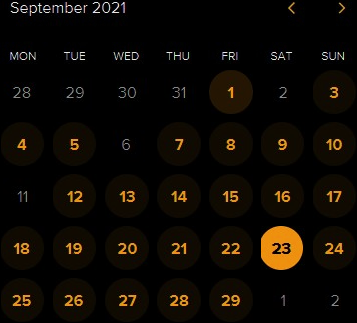 September 2021
MON TUE WED THU FRI SAT SUN
28 29 30 31 1 2 3
4 5 6 7 8 9 10
11 12 13 14 15 16 17
18 19 20 21 22 23 24
25 26 27 28 29 1 2